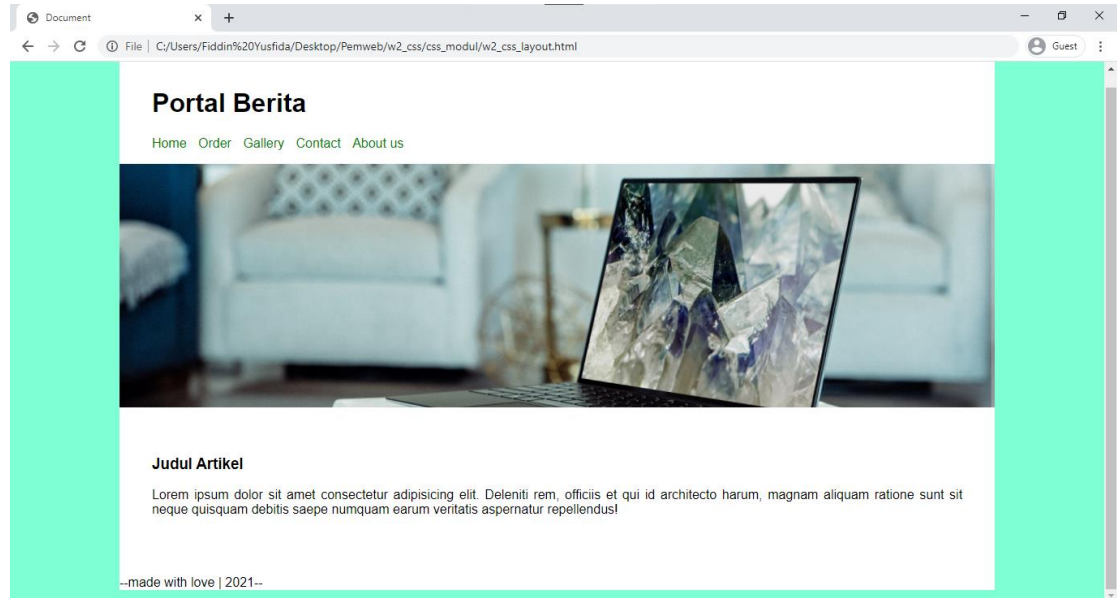 Document
File | C:/Users/Fiddin%20Yusfida/Desktop/Pemweb/w2_css/css_modul/w2_css_layout.html
Guest
Portal Berita
Home Order Gallery Contact About us
Judul Artikel
Lorem ipsum dolor sit amet consectetur adipisicing elit. Deleniti rem, officiis et qui id architecto harum, magnam aliquam ratione sunt sit
neque quisquam debitis saepe numquam earum veritatis aspernatur repellendus!
--made with love | 2021--